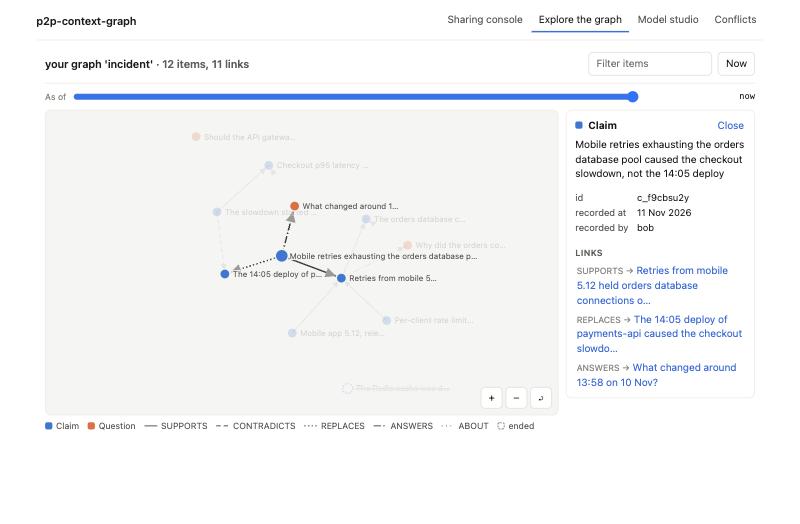 p2p-context-graph
Sharing console Explore the graph Model studio Conflicts
your graph 'incident' · 12 items, 11 links
Filter items
Now
As of
now
Should the API gatewa...
Checkout p95 latency ...
What changed around 1...
The slowdown started ...
The orders database c...
Why did the orders co...
Mobile retries exhausting the orders database p...
The 14:05 deploy of p...
Retries from mobile 5...
Per-client rate limit...
Mobile app 5.12, rele...
+
−
Claim
Close
Mobile retries exhausting the orders
database pool caused the checkout
slowdown, not the 14:05 deploy
id c_f9cbsu2y
recorded at 11 Nov 2026
recorded by bob
LINKS
SUPPORTS → Retries from mobile
5.12 held orders database
connections o...
REPLACES → The 14:05 deploy of
payments-api caused the checkout
slowdo...
ANSWERS → What changed around
13:58 on 10 Nov?
Claim Question SUPPORTS CONTRADICTS REPLACES ANSWERS ABOUT ended